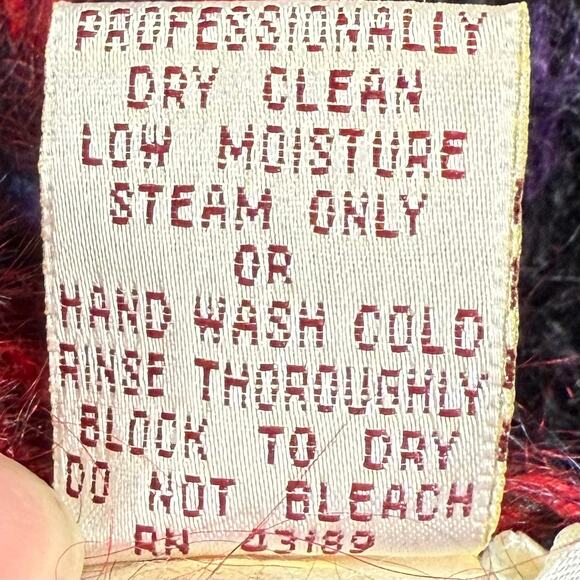 PROFESSIONALLY
DRY CLEAN
LOW MOISTURE
STEAM ONLY
OR
HAND WASH COLD
RINSE THOROUGHLY
BLOCK TO DRY
DO NOT BLEACH
RN 43189